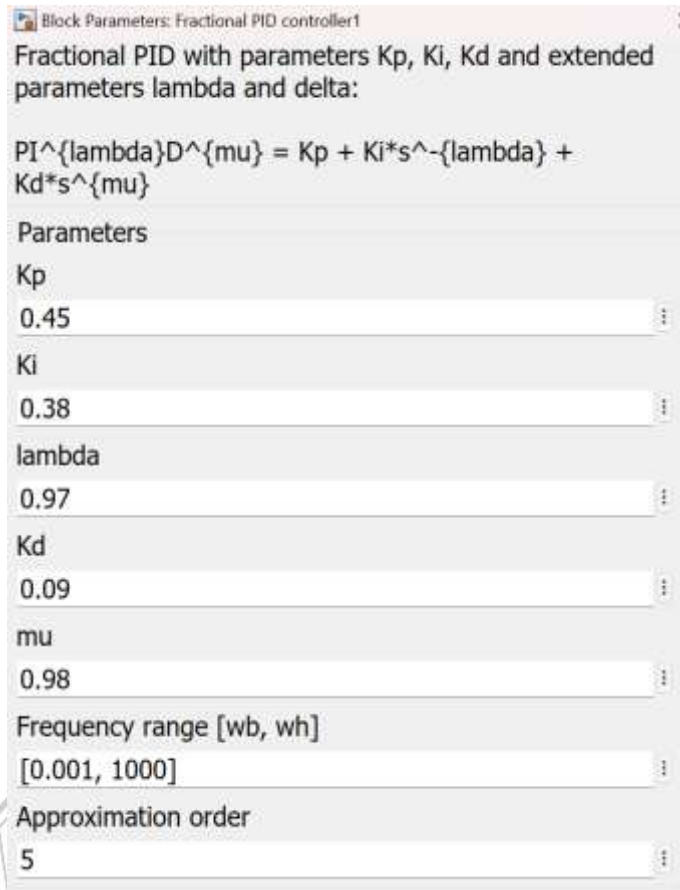 Block Parameters: Fractional PID controller1
Fractional PID with parameters Kp, Ki, Kd and extended
parameters lambda and delta:
PI^{lambda}D^{mu} = Kp + Ki*s^-{lambda} +
Kd*s^{mu}
Parameters
Kp
0.45
Ki
0.38
lambda
0.97
Kd
0.09
mu
0.98
Frequency range [wb, wh]
[0.001, 1000]
Approximation order
5